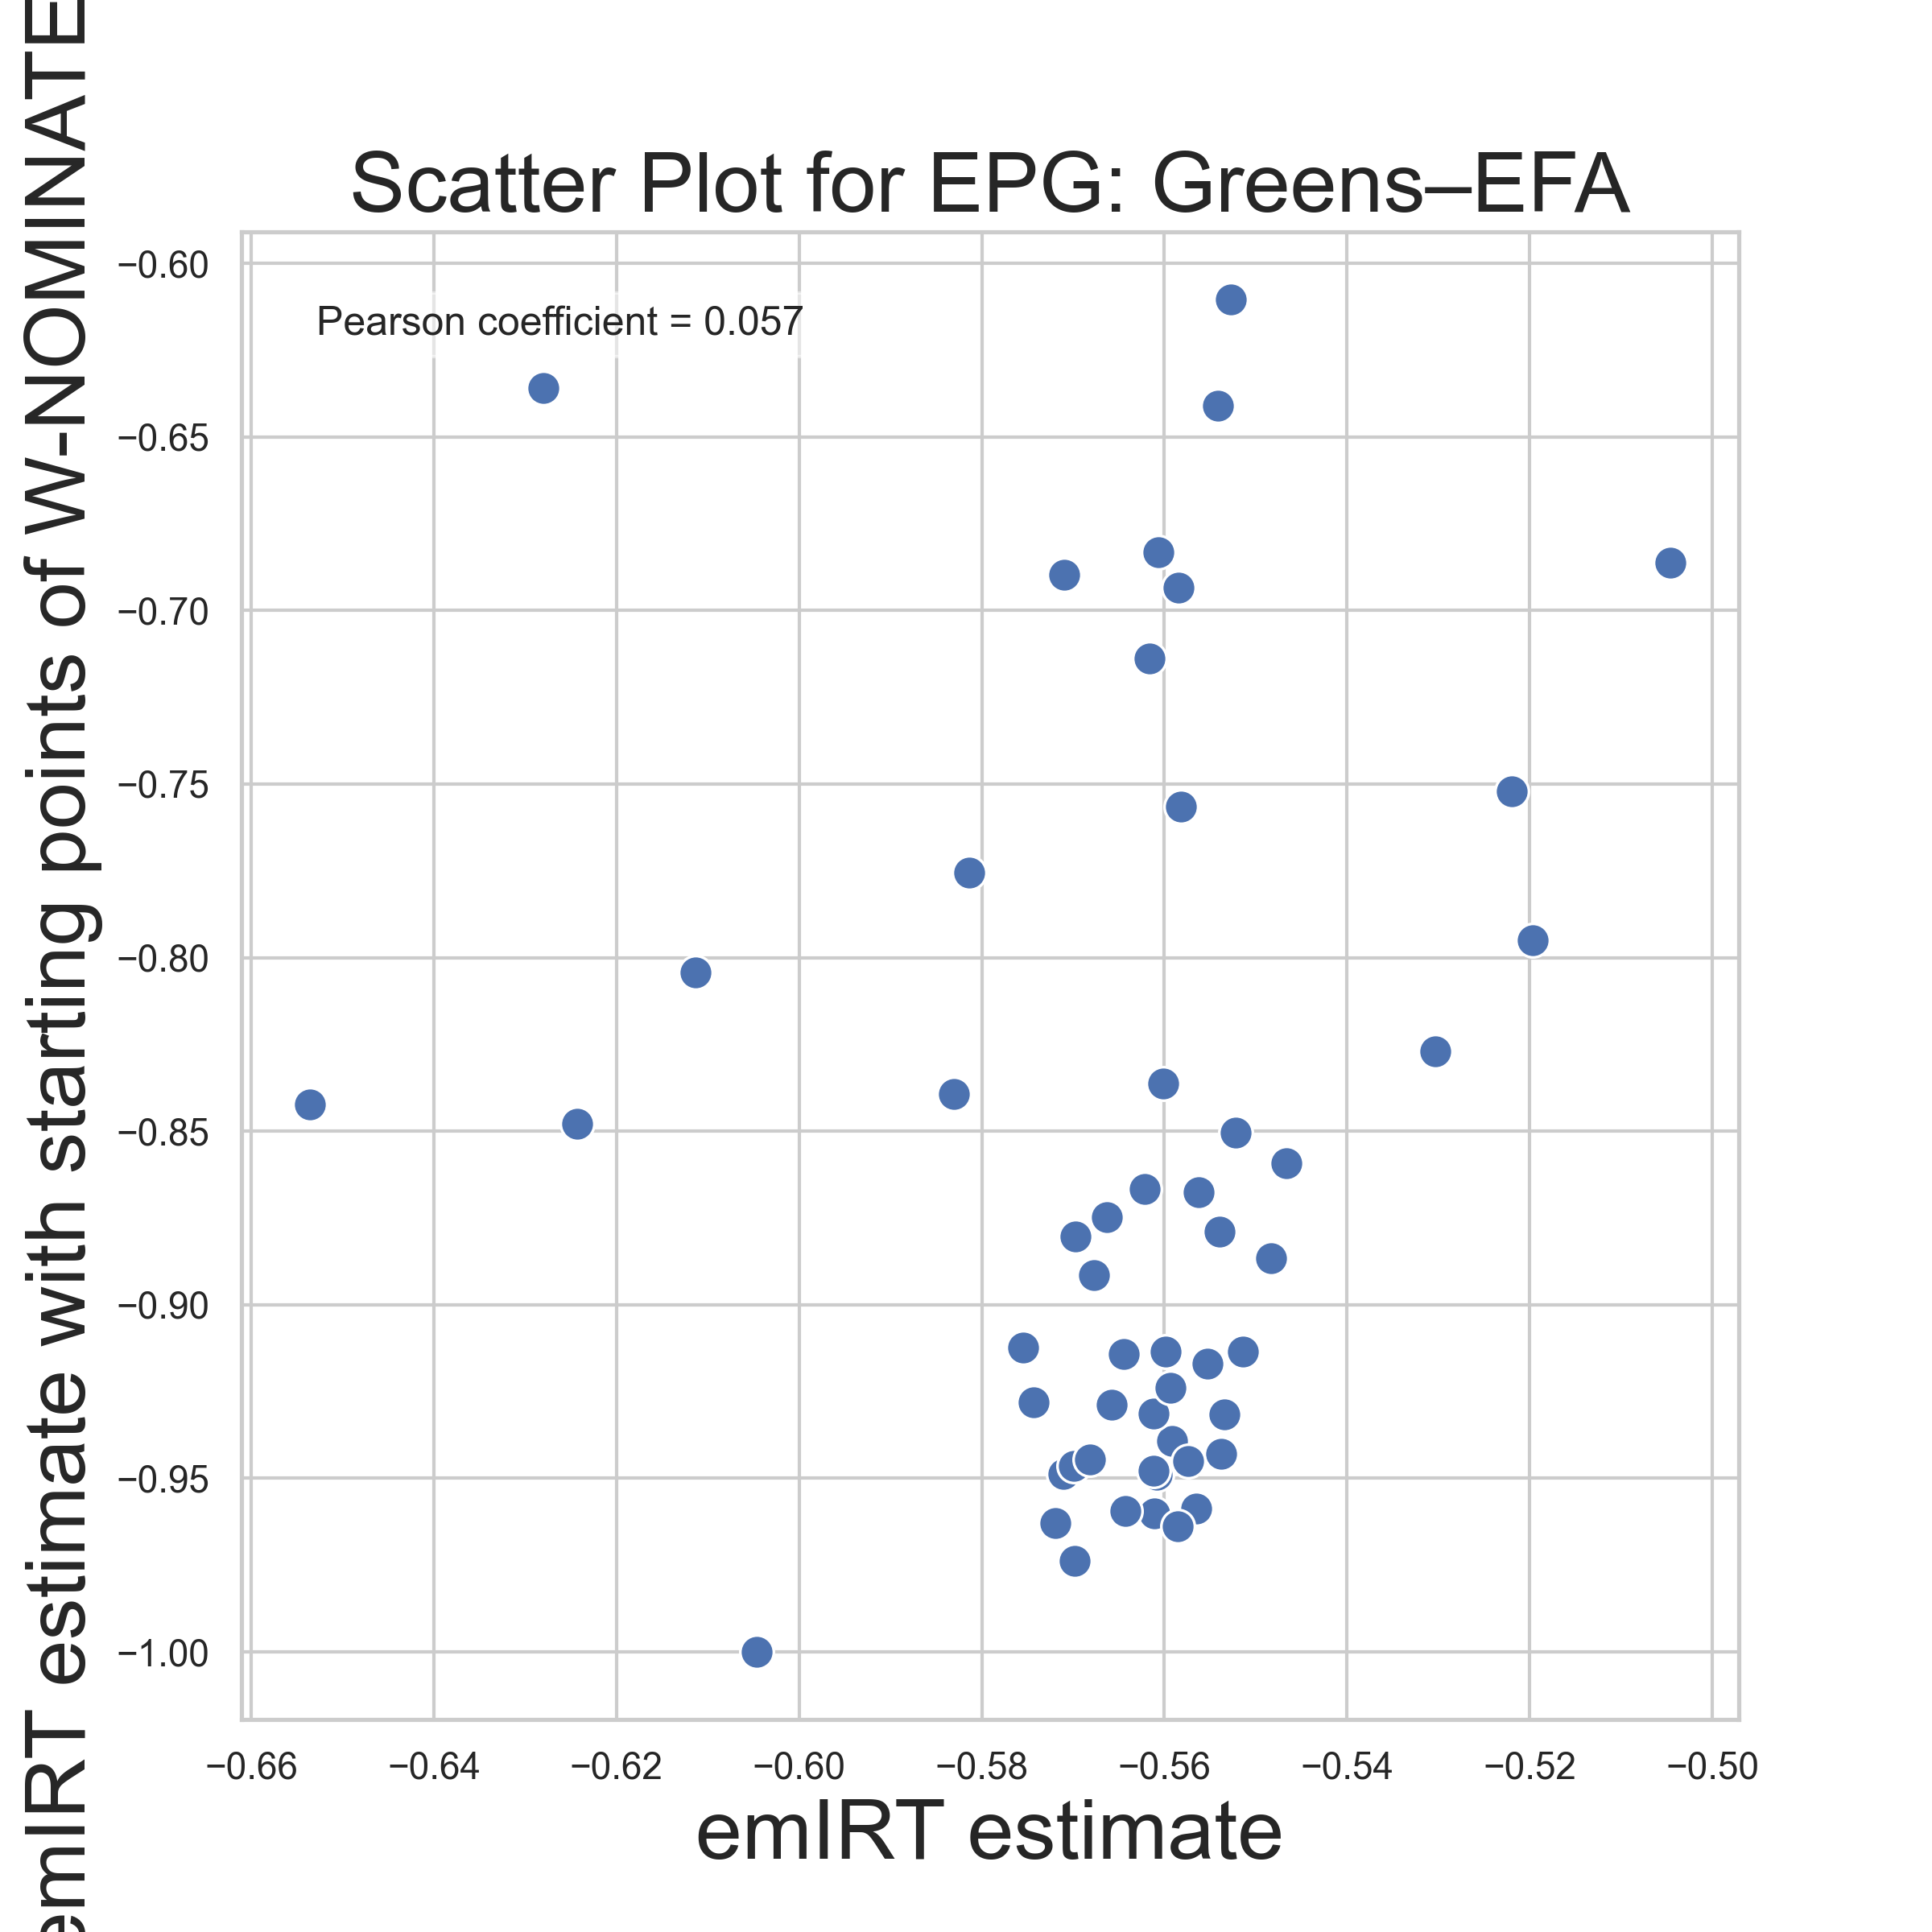 Scatter Plot for EPG: Greens–EFA
emIRT estimate with starting points of W-NOMINATE
Pearson coefficient = 0.057
−0.60
−0.65
−0.70
−0.75
−0.80
−0.85
−0.90
−0.95
−1.00
−0.66 −0.64 −0.62 −0.60 −0.58 −0.56 −0.54 −0.52 −0.50
emIRT estimate